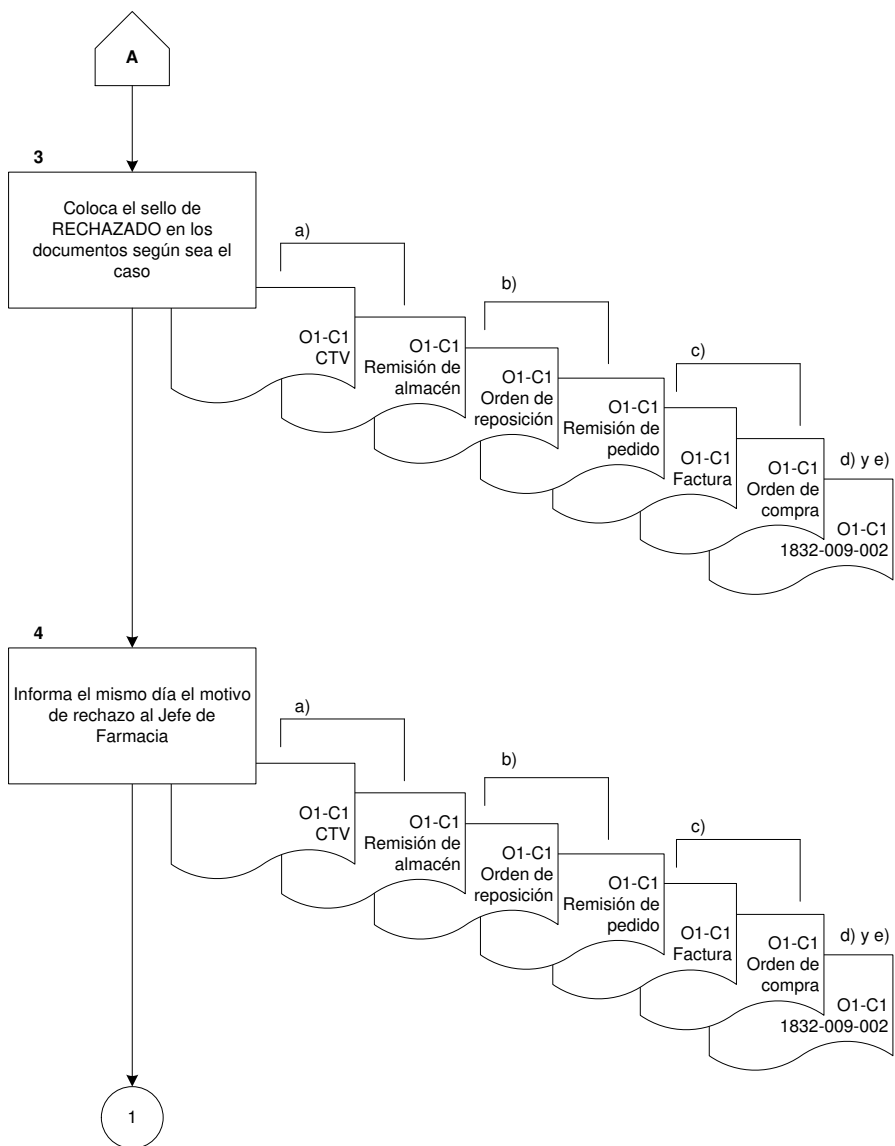 A
3
Coloca el sello de
RECHAZADO en los
documentos según sea el
caso
a)
O1-C1
CTV
O1-C1
Remisión de
almacén
b)
O1-C1
Orden de
reposición
O1-C1
Remisión de
pedido
c)
O1-C1
Factura
O1-C1
Orden de
compra
d) y e)
O1-C1
1832-009-002
4
Informa el mismo día el motivo
de rechazo al Jefe de
Farmacia
a)
O1-C1
CTV
O1-C1
Remisión de
almacén
b)
O1-C1
Orden de
reposición
O1-C1
Remisión de
pedido
c)
O1-C1
Factura
O1-C1
Orden de
compra
d) y e)
O1-C1
1832-009-002
1